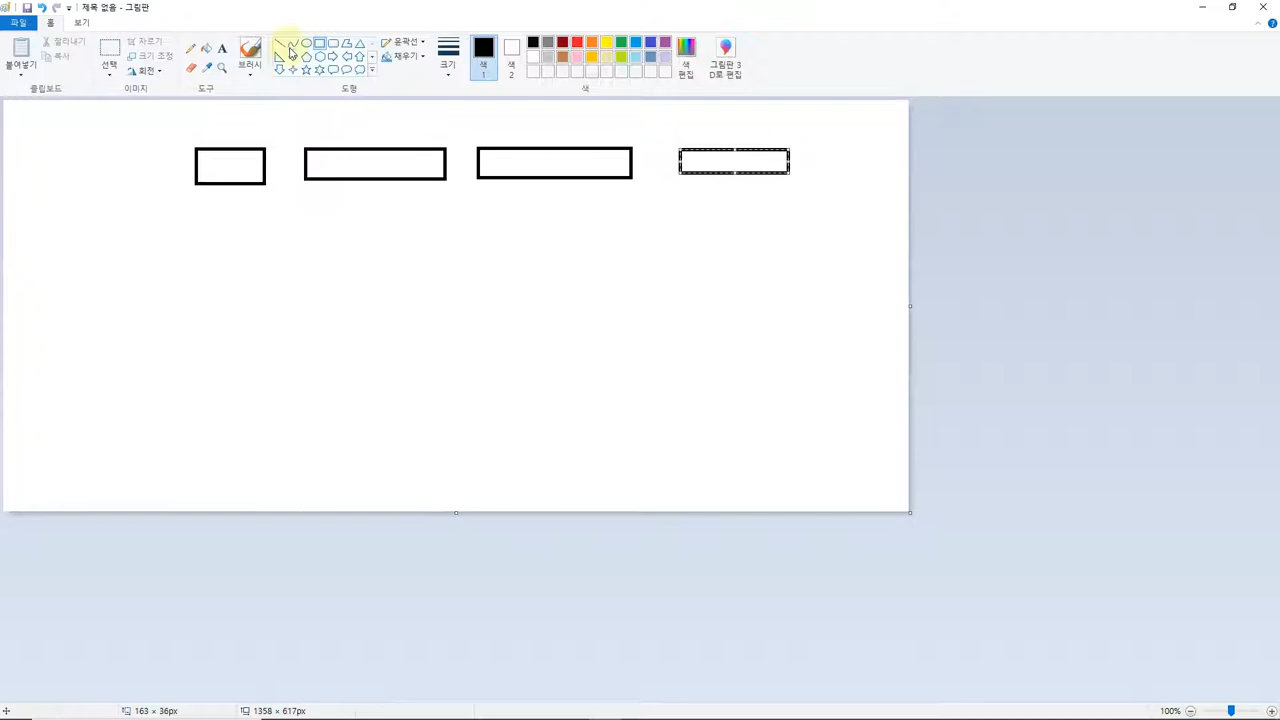 제목 없음 - 그림판
파일 홈 보기
붙여넣기 잘라내기 복사 클립보드
선택 자르기 크기 조정 회전 이미지
A 도구
브러시
윤곽선 채우기 도형
크기
색 1
색 2
색
색 편집
그림판 3D로 편집
163 × 36px 1358 × 617px 100%